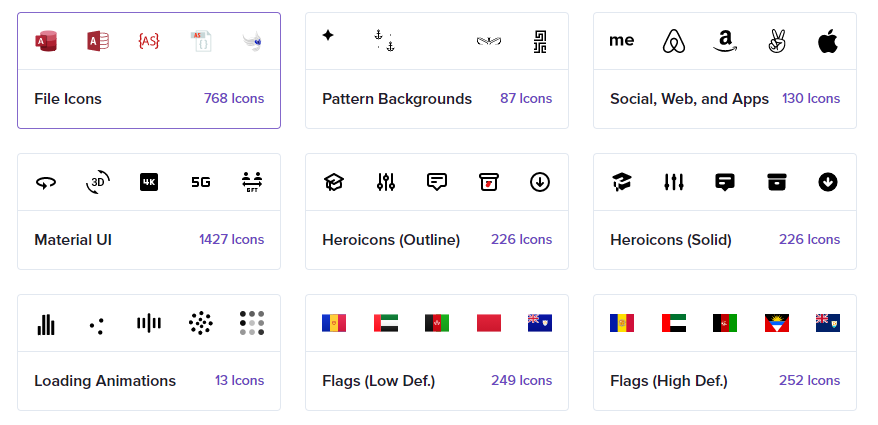 A
A
{AS}
AS
{ }
me
a
File Icons 768 Icons
Pattern Backgrounds 87 Icons
Social, Web, and Apps 130 Icons
3D
4K
5G
6FT
Material UI 1427 Icons
Heroicons (Outline) 226 Icons
Heroicons (Solid) 226 Icons
Loading Animations 13 Icons
Flags (Low Def.) 249 Icons
Flags (High Def.) 252 Icons